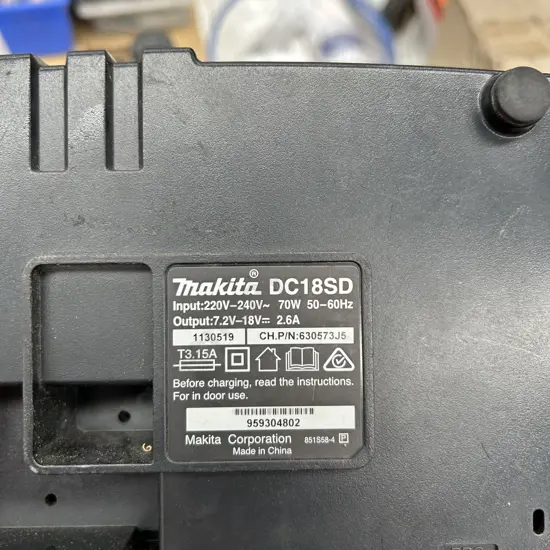 makita® DC18SD
Input:220V–240V~ 70W 50–60Hz
Output:7.2V–18V⎓ 2.6A
1130519 CH.P/N:630573J5
T3.15A
Before charging, read the instructions.
For in door use.
959304802
Makita Corporation 851S58-4 P
Made in China